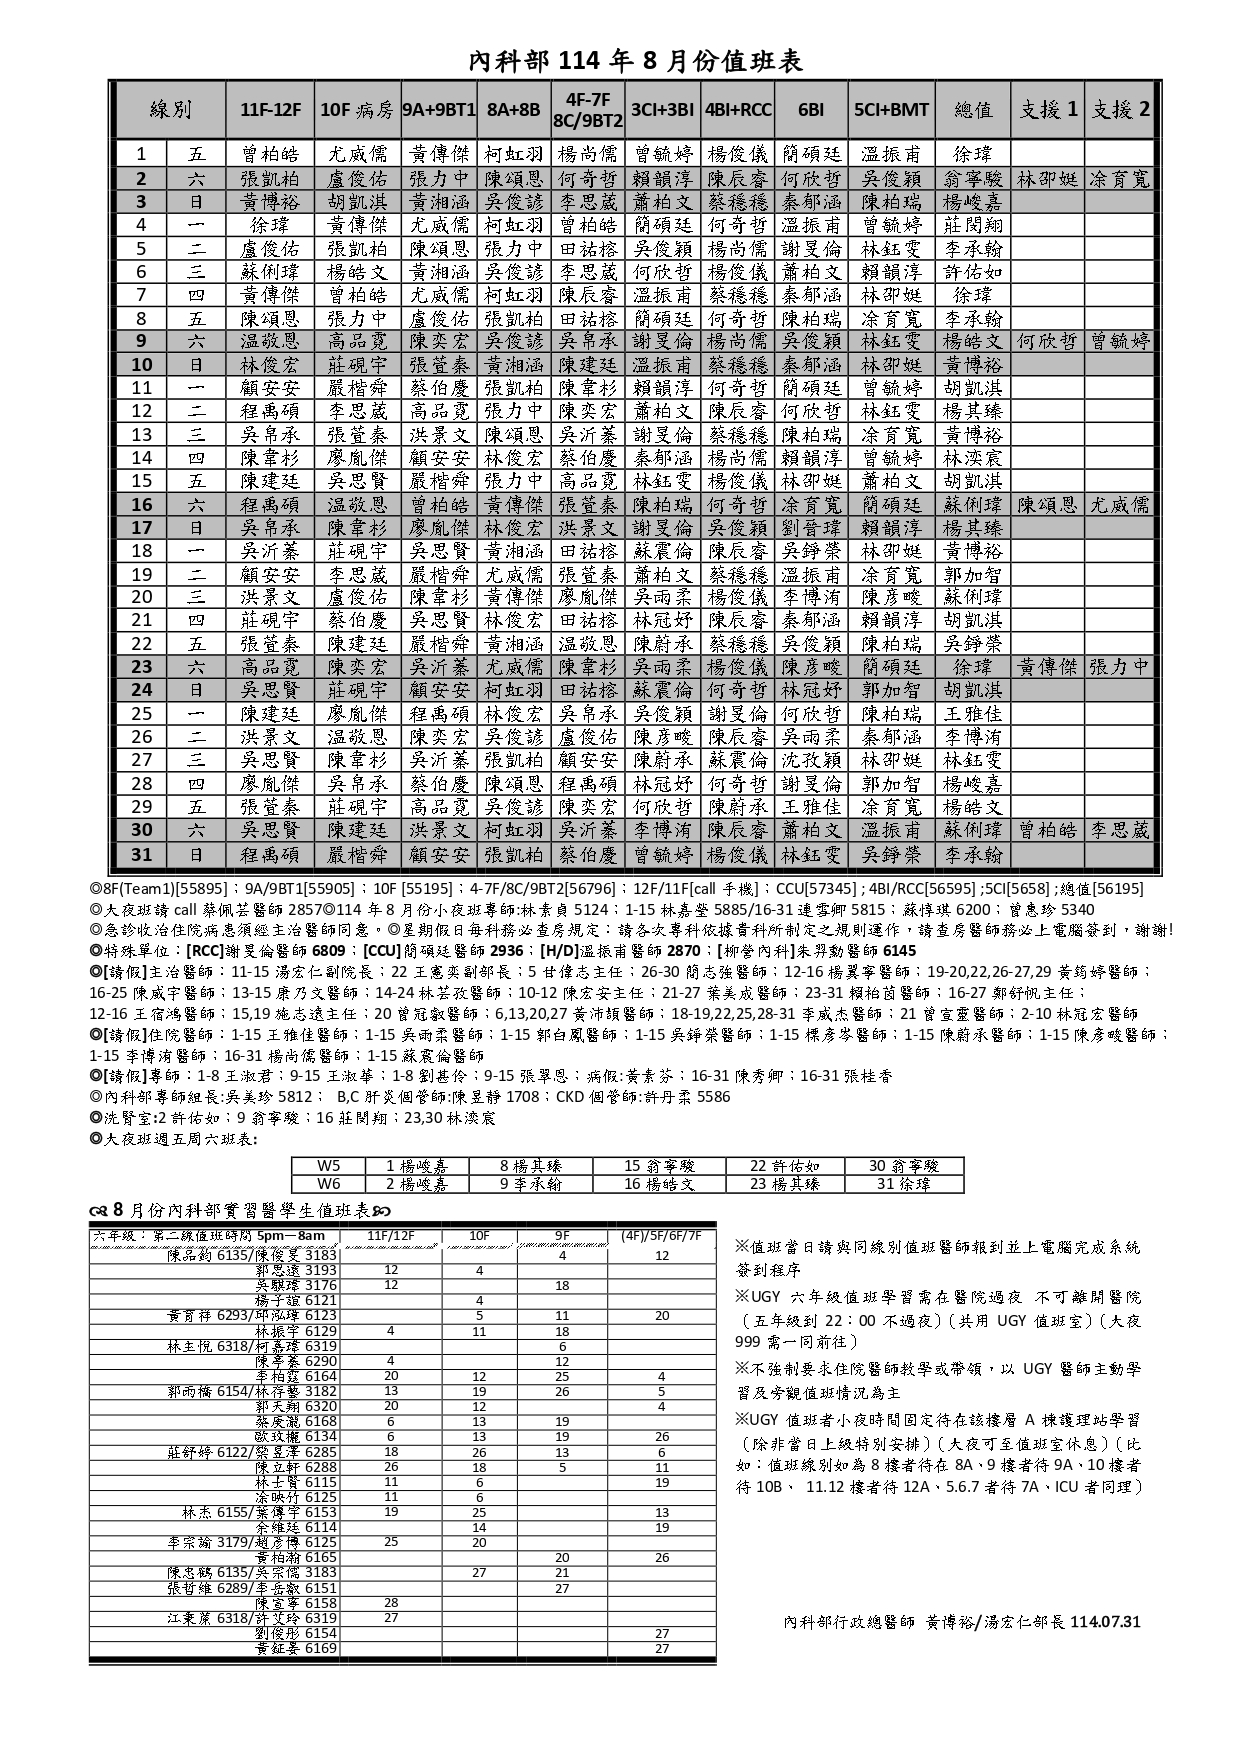 內科部 114 年 8 月份值班表
線別 11F-12F 10F 病房 9A+9BT1 8A+8B 4F-7F 8C/9BT2 3CI+3BI 4BI+RCC 6BI 5CI+BMT 總值 支援 1 支援 2
1 五 曾柏皓 尤威儒 黃傳傑 柯虹羽 楊尚儒 曾毓婷 楊俊儀 簡碩廷 溫振甫 徐瑋
2 六 張凱柏 盧俊佑 張力中 陳頌恩 何奇哲 賴韻淳 陳辰睿 何欣哲 吳俊穎 翁寧駿 林邵娗 凃育寬
3 日 黃博裕 胡凱淇 黃湘涵 吳俊諺 李思葳 蕭柏文 蔡穩穩 秦郁涵 陳柏瑞 楊峻嘉
4 一 徐瑋 黃傳傑 尤威儒 柯虹羽 曾柏皓 簡碩廷 何奇哲 溫振甫 曾毓婷 莊閔翔
5 二 盧俊佑 張凱柏 陳頌恩 張力中 田祐榕 吳俊穎 楊尚儒 謝旻倫 林鈺雯 李承翰
6 三 蘇俐瑋 楊皓文 黃湘涵 吳俊諺 李思葳 何欣哲 楊俊儀 蕭柏文 賴韻淳 許佑如
7 四 黃傳傑 曾柏皓 尤威儒 柯虹羽 陳辰睿 溫振甫 蔡穩穩 秦郁涵 林邵娗 徐瑋
8 五 陳頌恩 張力中 盧俊佑 張凱柏 田祐榕 簡碩廷 何奇哲 陳柏瑞 凃育寬 李承翰
9 六 温敬恩 高品霓 陳奕宏 吳俊諺 吳帛承 謝旻倫 楊尚儒 吳俊穎 林鈺雯 楊皓文 何欣哲 曾毓婷
10 日 林俊宏 莊硯宇 張萱秦 黃湘涵 陳建廷 溫振甫 蔡穩穩 秦郁涵 林邵娗 黃博裕
11 一 顧安安 嚴楷舜 蔡伯慶 張凱柏 陳韋杉 賴韻淳 何奇哲 簡碩廷 曾毓婷 胡凱淇
12 二 程禹碩 李思葳 高品霓 張力中 陳奕宏 蕭柏文 陳辰睿 何欣哲 林鈺雯 楊其臻
13 三 吳帛承 張萱秦 洪景文 陳頌恩 吳沂蓁 謝旻倫 蔡穩穩 陳柏瑞 凃育寬 黃博裕
14 四 陳韋杉 廖胤傑 顧安安 林俊宏 蔡伯慶 秦郁涵 楊尚儒 賴韻淳 曾毓婷 林渶宸
15 五 陳建廷 吳思賢 嚴楷舜 張力中 高品霓 林鈺雯 楊俊儀 林邵娗 蕭柏文 胡凱淇
16 六 程禹碩 温敬恩 曾柏皓 黃傳傑 張萱秦 陳柏瑞 何奇哲 凃育寬 簡碩廷 蘇俐瑋 陳頌恩 尤威儒
17 日 吳帛承 陳韋杉 廖胤傑 林俊宏 洪景文 謝旻倫 吳俊穎 劉晉瑋 賴韻淳 楊其臻
18 一 吳沂蓁 莊硯宇 吳思賢 黃湘涵 田祐榕 蘇震倫 陳辰睿 吳錚榮 林邵娗 黃博裕
19 二 顧安安 李思葳 嚴楷舜 尤威儒 張萱秦 蕭柏文 蔡穩穩 溫振甫 凃育寬 郭加智
20 三 洪景文 盧俊佑 陳韋杉 黃傳傑 廖胤傑 吳雨柔 楊俊儀 李博洧 陳彥畯 蘇俐瑋
21 四 莊硯宇 蔡伯慶 吳思賢 林俊宏 田祐榕 林冠妤 陳辰睿 秦郁涵 賴韻淳 胡凱淇
22 五 張萱秦 陳建廷 嚴楷舜 黃湘涵 温敬恩 陳蔚承 蔡穩穩 吳俊穎 陳柏瑞 吳錚榮
23 六 高品霓 陳奕宏 吳沂蓁 尤威儒 陳韋杉 吳雨柔 楊俊儀 陳彥畯 簡碩廷 徐瑋 黃傳傑 張力中
24 日 吳思賢 莊硯宇 顧安安 柯虹羽 田祐榕 蘇震倫 何奇哲 林冠妤 郭加智 胡凱淇
25 一 陳建廷 廖胤傑 程禹碩 林俊宏 吳帛承 吳俊穎 謝旻倫 何欣哲 陳柏瑞 王雅佳
26 二 洪景文 温敬恩 陳奕宏 吳俊諺 盧俊佑 陳彥畯 陳辰睿 吳雨柔 秦郁涵 李博洧
27 三 吳思賢 陳韋杉 吳沂蓁 張凱柏 顧安安 陳蔚承 蘇震倫 沈孜穎 林邵娗 林鈺雯
28 四 廖胤傑 吳帛承 蔡伯慶 陳頌恩 程禹碩 林冠妤 何奇哲 謝旻倫 郭加智 楊峻嘉
29 五 張萱秦 莊硯宇 高品霓 吳俊諺 陳奕宏 何欣哲 陳蔚承 王雅佳 凃育寬 楊皓文
30 六 吳思賢 陳建廷 洪景文 柯虹羽 吳沂蓁 李博洧 陳辰睿 蕭柏文 溫振甫 蘇俐瑋 曾柏皓 李思葳
31 日 程禹碩 嚴楷舜 顧安安 張凱柏 蔡伯慶 曾毓婷 楊俊儀 林鈺雯 吳錚榮 李承翰
◎8F(Team1)[55895]；9A/9BT1[55905]；10F [55195]；4-7F/8C/9BT2[56796]；12F/11F[call 手機]；CCU[57345] ; 4BI/RCC[56595] ;5CI[5658] ;總值[56195]
◎大夜班請 call 蔡佩芸醫師 2857◎114 年 8 月份小夜班專師:林素貞 5124；1-15 林嘉瑩 5885/16-31 連雪卿 5815；蘇惇琪 6200；曾惠珍 5340
◎急診收治住院病患須經主治醫師同意。◎星期假日每科務必查房規定：請各次專科依據貴科所制定之規則運作，請查房醫師務必上電腦簽到，謝謝!
◎特殊單位：[RCC]謝旻倫醫師 6809；[CCU]簡碩廷醫師 2936；[H/D]溫振甫醫師 2870；[柳營內科]朱羿勳醫師 6145
◎[請假]主治醫師：11-15 湯宏仁副院長；22 王憲奕副部長；5 甘偉志主任；26-30 簡志強醫師；12-16 楊翼寧醫師；19-20,22,26-27,29 黃筠婷醫師；
16-25 陳威宇醫師；13-15 康乃文醫師；14-24 林芸孜醫師；10-12 陳宏安主任；21-27 葉美成醫師；23-31 賴柏茵醫師；16-27 鄭舒帆主任；
12-16 王宿鴻醫師；15,19 施志遠主任；20 曾冠叡醫師；6,13,20,27 黃沛頡醫師；18-19,22,25,28-31 李威杰醫師；21 曾宣靈醫師；2-10 林冠宏醫師
◎[請假]住院醫師：1-15 王雅佳醫師；1-15 吳雨柔醫師；1-15 郭白鳳醫師；1-15 吳錚榮醫師；1-15 標彥岑醫師；1-15 陳蔚承醫師；1-15 陳彥畯醫師；
1-15 李博洧醫師；16-31 楊尚儒醫師；1-15 蘇震倫醫師
◎[請假]專師：1-8 王淑君；9-15 王淑華；1-8 劉甚伶；9-15 張翠恩；病假:黃素芬；16-31 陳秀卿；16-31 張桂香
◎內科部專師組長:吳美珍 5812； B,C 肝炎個管師:陳昱靜 1708；CKD 個管師:許丹柔 5586
◎洗腎室:2 許佑如；9 翁寧駿；16 莊閔翔；23,30 林渶宸
◎大夜班週五周六班表:
W5 1 楊峻嘉 8 楊其臻 15 翁寧駿 22 許佑如 30 翁寧駿
W6 2 楊峻嘉 9 李承翰 16 楊皓文 23 楊其臻 31 徐瑋
8 月份內科部實習醫學生值班表
六年級：第二線值班時間 5pm－8am 11F/12F 10F 9F (4F)/5F/6F/7F
陳品鈞 6135/陳俊旻 3183 4 12
郭思遠 3193 12 4
吳騏瑋 3176 12 18
楊子誼 6121 4
黃育祥 6293/邱泓瑋 6123 5 11 20
林振宇 6129 4 11 18
林主悅 6318/柯嘉瑋 6319 6
陳亭蓁 6290 4 12
李柏霆 6164 20 12 25 4
郭雨橋 6154/林存藝 3182 13 19 26 5
郭天翔 6320 20 12 4
蔡庚瀧 6168 6 13 19
歐玟欐 6134 6 13 19 26
莊舒婷 6122/榮昱澤 6285 18 26 13 6
陳立軒 6288 26 18 5 11
林士賢 6115 11 6 19
凃映竹 6125 11 6
林杰 6155/葉傳宇 6153 19 25 13
余維廷 6114 14 19
李宗諭 3179/趙彥博 6125 25 20
黃柏瀚 6165 20 26
陳忠鶴 6135/吳宗儒 3183 27 21
張哲維 6289/李岳叡 6151 27
陳宣寧 6158 28
江秉蒝 6318/許艾玲 6319 27
劉俊彤 6154 27
黃鉦晏 6169 27
※值班當日請與同線別值班醫師報到並上電腦完成系統
簽到程序
※UGY 六年級值班學習需在醫院過夜 不可離開醫院
（五年級到 22：00 不過夜）（共用 UGY 值班室）（大夜
999 需一同前往）
※不強制要求住院醫師教學或帶領，以 UGY 醫師主動學
習及旁觀值班情況為主
※UGY 值班者小夜時間固定待在該樓層 A 棟護理站學習
（除非當日上級特別安排）（大夜可至值班室休息）（比
如：值班線別如為 8 樓者待在 8A、9 樓者待 9A、10 樓者
待 10B、 11.12 樓者待 12A、5.6.7 者待 7A、ICU 者同理）
內科部行政總醫師 黃博裕/湯宏仁部長 114.07.31